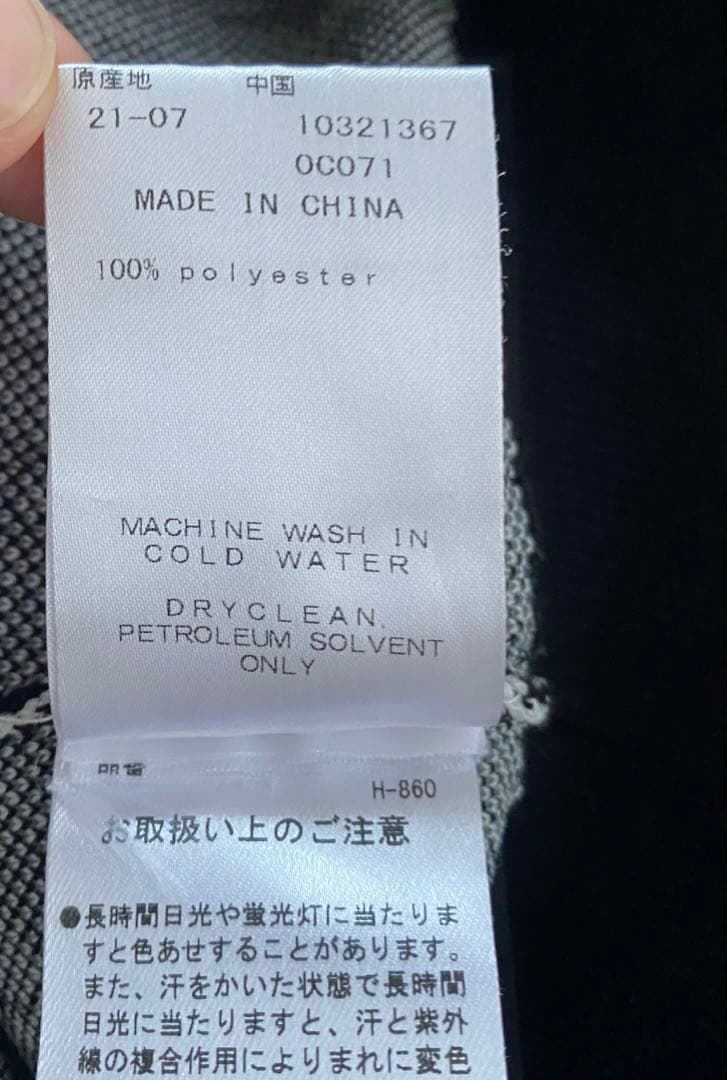 原産地 中国
21-07 10321367
0C071
MADE IN CHINA
100% polyester
MACHINE WASH IN
COLD WATER
DRYCLEAN.
PETROLEUM SOLVENT
ONLY
H-860
お取扱い上のご注意
●長時間日光や蛍光灯に当たりま
すと色あせすることがあります。
また、汗をかいた状態で長時間
日光に当たりますと、汗と紫外
線の複合作用によりまれに変色